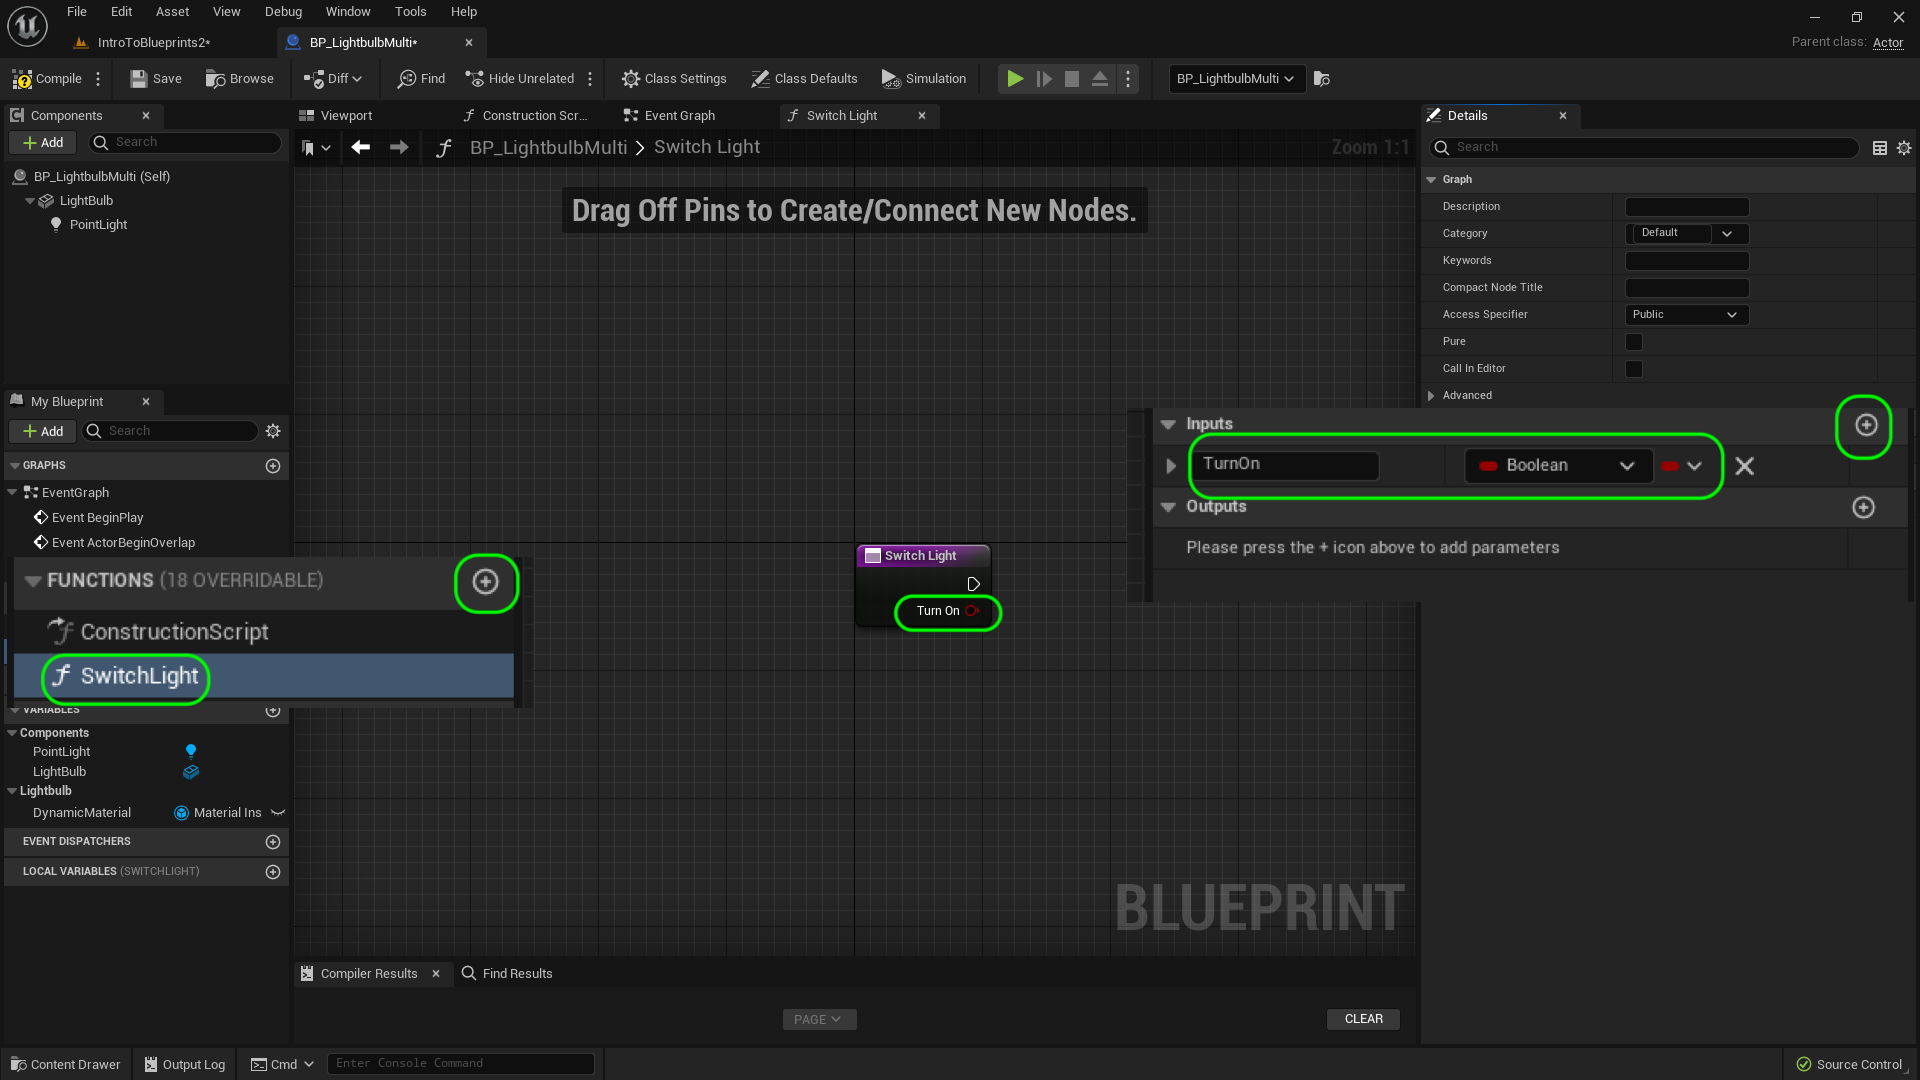 File Edit Asset View Debug Window Tools Help
IntroToBlueprints2*
BP_LightbulbMulti*
Parent class: Actor
Compile
Save
Browse
Diff
Find
Hide Unrelated
Class Settings
Class Defaults
Simulation
BP_LightbulbMulti
Components
Add
Search
BP_LightbulbMulti (Self)
LightBulb
PointLight
My Blueprint
Add
Search
GRAPHS
EventGraph
Event BeginPlay
Event ActorBeginOverlap
FUNCTIONS (18 OVERRIDABLE)
ConstructionScript
SwitchLight
VARIABLES
Components
PointLight
LightBulb
Lightbulb
DynamicMaterial
Material Ins
EVENT DISPATCHERS
LOCAL VARIABLES (SWITCHLIGHT)
Viewport
Construction Scr...
Event Graph
Switch Light
BP_LightbulbMulti > Switch Light
Zoom 1:1
Drag Off Pins to Create/Connect New Nodes.
Switch Light
Turn On
BLUEPRINT
Compiler Results
Find Results
PAGE
CLEAR
Details
Search
Graph
Description
Category
Default
Keywords
Compact Node Title
Access Specifier
Public
Pure
Call In Editor
Advanced
Inputs
TurnOn
Boolean
Outputs
Please press the + icon above to add parameters
Content Drawer
Output Log
Cmd
Enter Console Command
Source Control